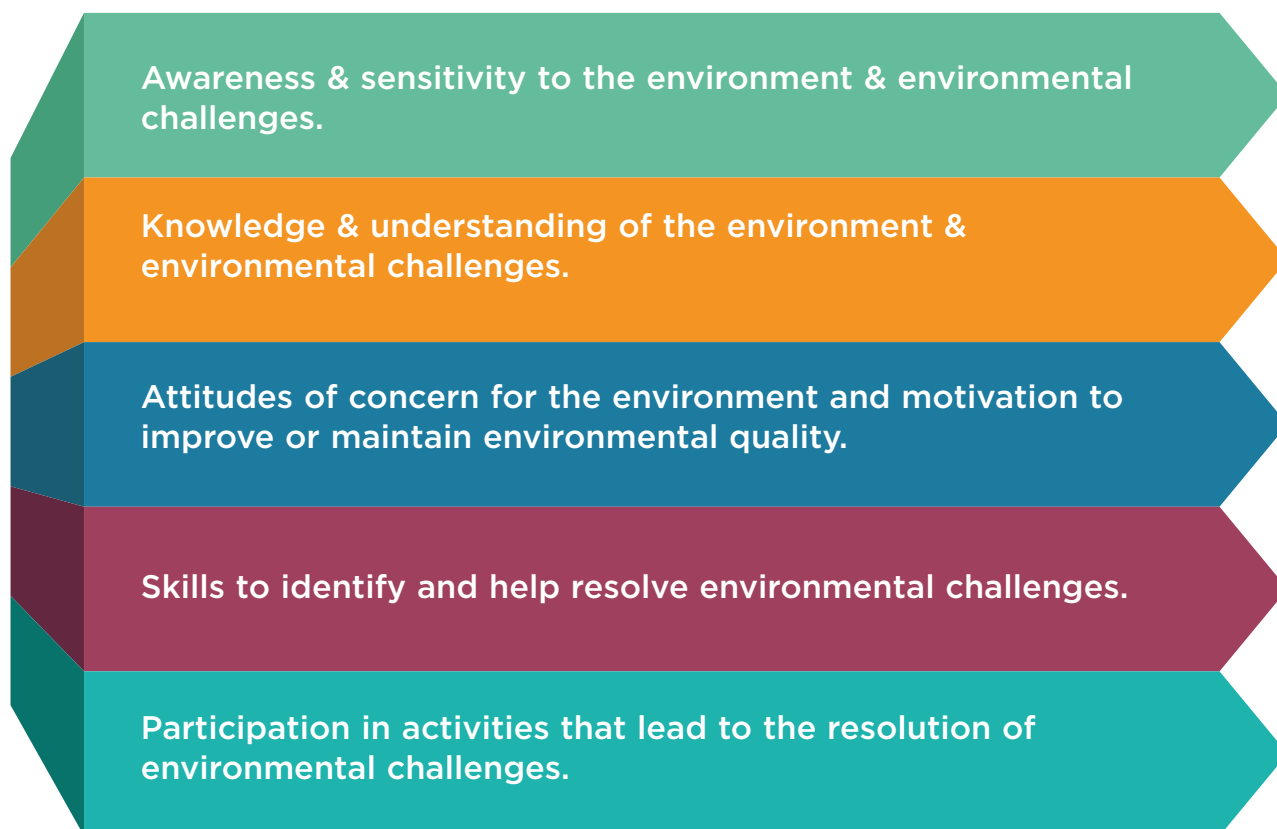 Awareness & sensitivity to the environment & environmental
challenges.
Knowledge & understanding of the environment &
environmental challenges.
Attitudes of concern for the environment and motivation to
improve or maintain environmental quality.
Skills to identify and help resolve environmental challenges.
Participation in activities that lead to the resolution of
environmental challenges.